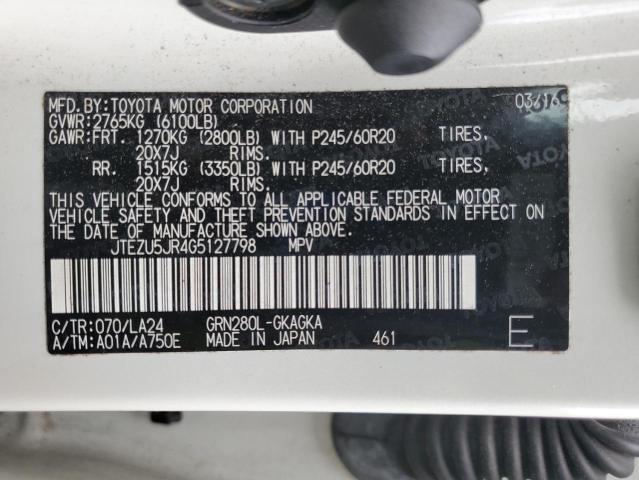 MFD.BY:TOYOTA MOTOR CORPORATION 03/16
GVWR:2765KG (6100LB)
GAWR:FRT. 1270KG (2800LB) WITH P245/60R20 TIRES,
20X7J RIMS.
RR. 1515KG (3350LB) WITH P245/60R20 TIRES,
20X7J RIMS.
THIS VEHICLE CONFORMS TO ALL APPLICABLE FEDERAL MOTOR
VEHICLE SAFETY AND THEFT PREVENTION STANDARDS IN EFFECT ON
THE DATE OF MANUFACTURE SHOWN ABOVE.
JTEZU5JR4G5127798 MPV
C/TR:070/LA24 GRN280L-GKAGKA
A/TM:A01A/A750E MADE IN JAPAN 461 E